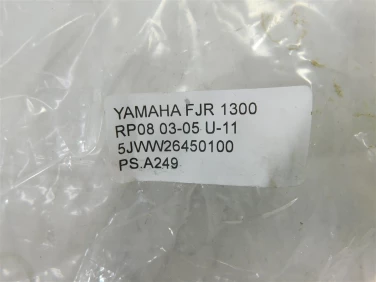 YAMAHA FJR 1300
RP08 03-05 U-11
5JWW26450100
PS.A249